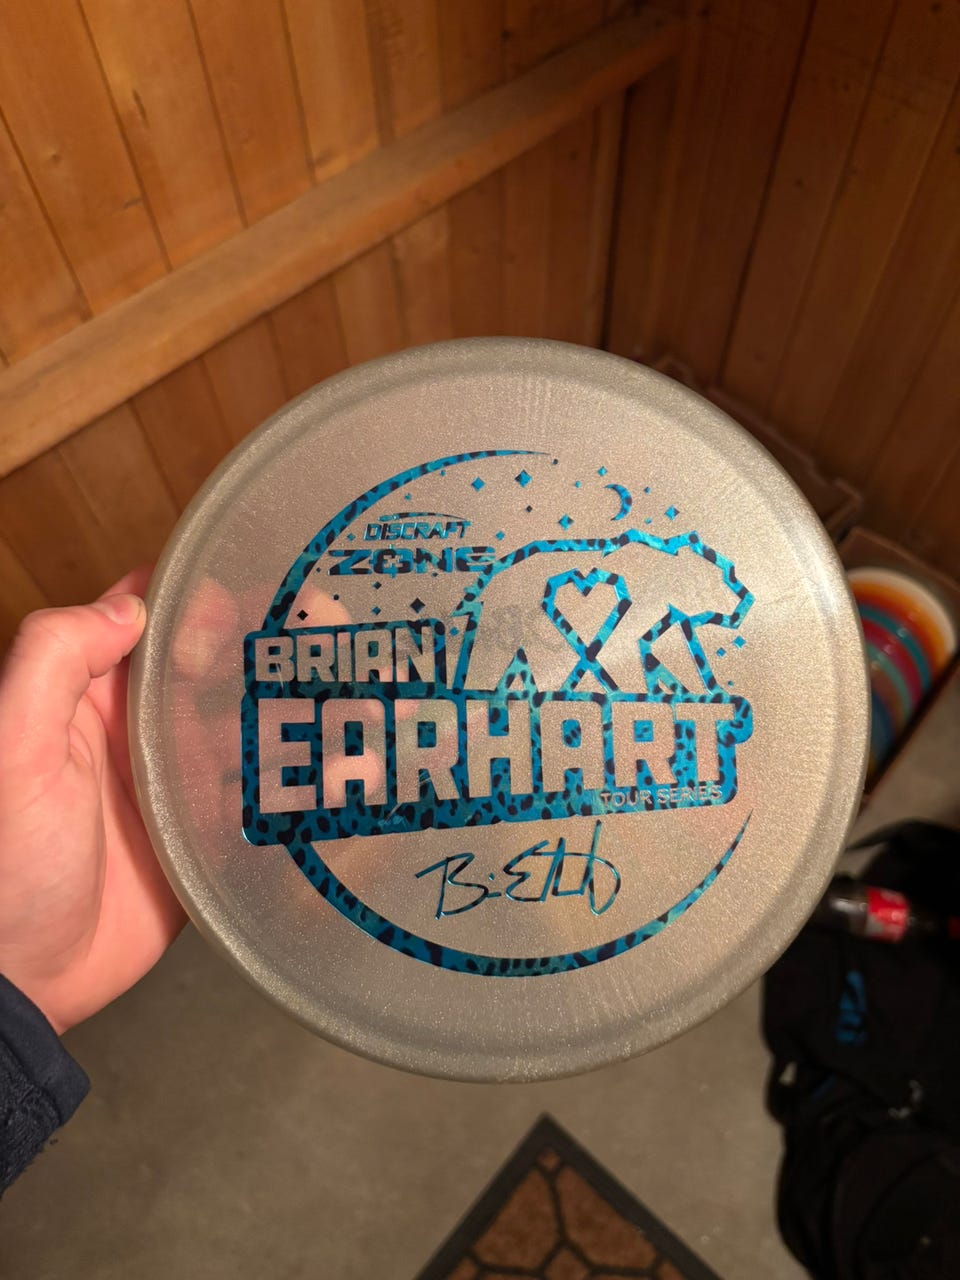 DISCRAFT
ZONE
BRIAN
EARHART
TOUR SERIES